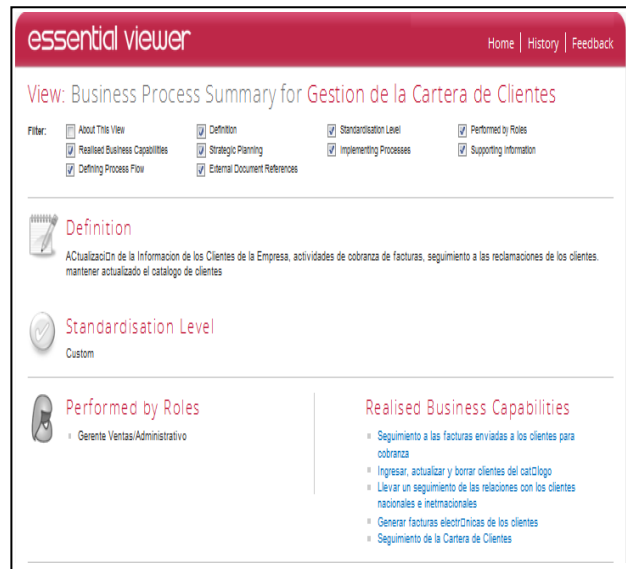 essential viewer
Home | History | Feedback
View: Business Process Summary for Gestion de la Cartera de Clientes
Filter: About This View Definition Standardisation Level Performed by Roles
Realised Business Capabilities Strategic Planning Implementing Processes Supporting Information
Defining Process Flow External Document References
Definition
ACtualizaci□n de la Informacion de los Clientes de la Empresa, actividades de cobranza de facturas, seguimiento a las reclamaciones de los clientes.
mantener actualizado el catalogo de clientes
Standardisation Level
Custom
Performed by Roles
Gerente Ventas/Administrativo
Realised Business Capabilities
Seguimiento a las facturas enviadas a los clientes para
cobranza
Ingresar, actualizar y borrar clientes del cat□logo
Llevar un seguimiento de las relaciones con los clientes
nacionales e inetrnacionales
Generar facturas electr□nicas de los clientes
Seguimiento de la Cartera de Clientes